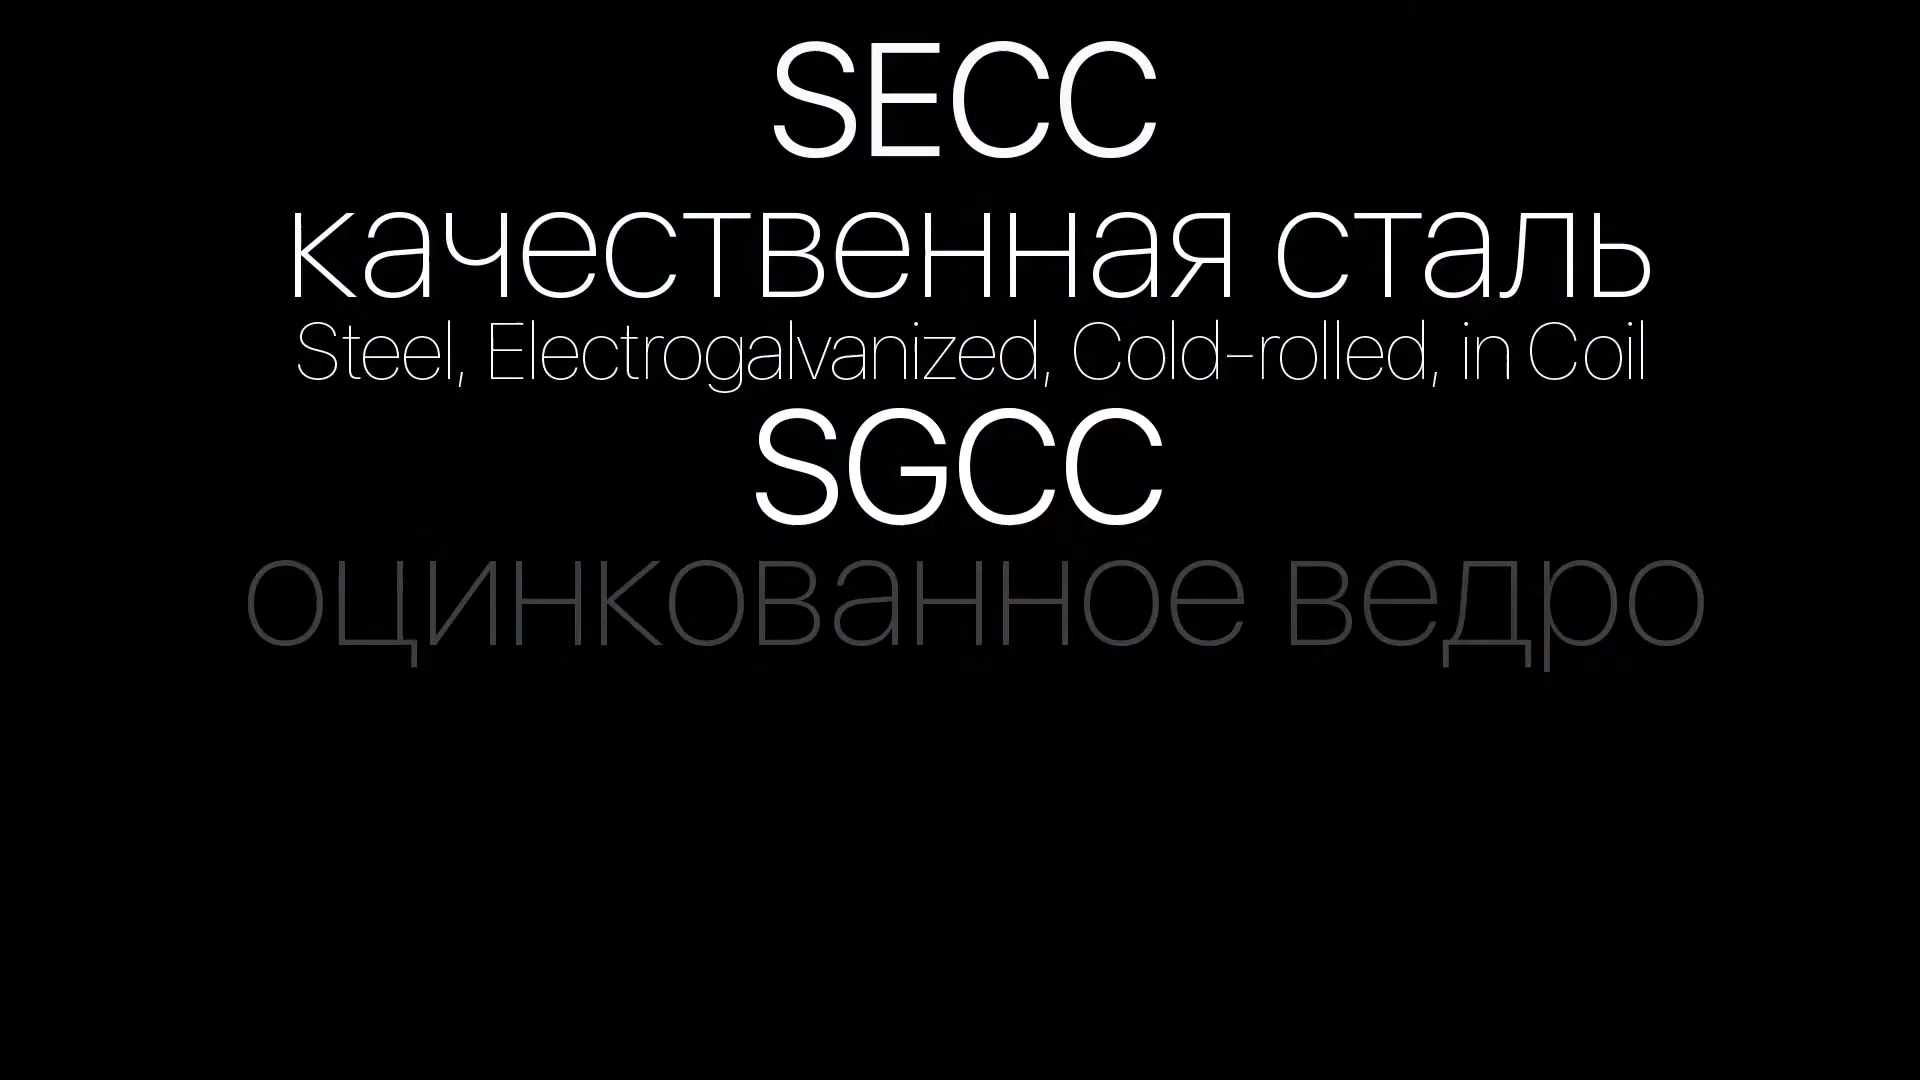 SECC
качественная сталь
Steel, Electrogalvanized, Cold-rolled, in Coil
SGCC
оцинкованное ведро